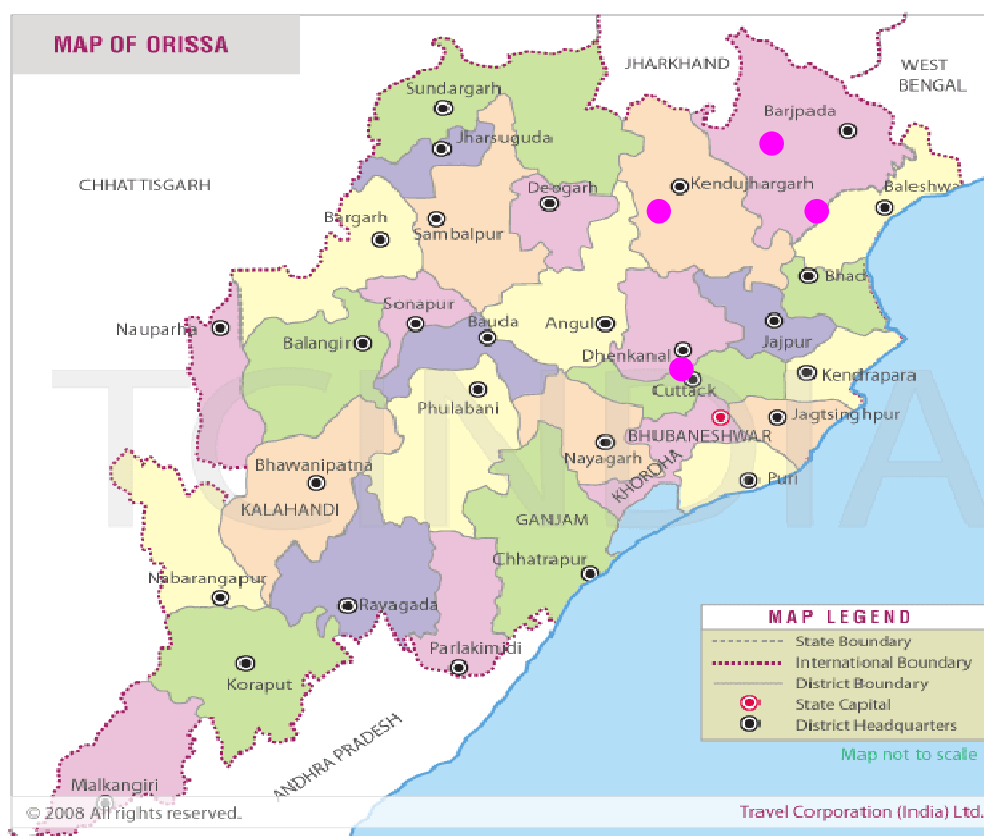 MAP OF ORISSA
JHARKHAND
WEST
BENGAL
Sundargarh
Barjpada
Jharsuguda
CHHATTISGARH
Deogarh
Kendujhargarh
Baleshwa
Bargarh
Sambalpur
Bhad
Sonapur
Nauparha
Balangir
Bauda
Angul
Jajpur
Dhenkanal
Kendrapara
Cuttack
Phulabani
Jagtsinghpur
BHUBANESHWAR
Nayagarh
Bhawanipatna
KHORDHA
Puri
KALAHANDI
GANJAM
TCINDIA
Chhatrapur
Nabarangapur
Rayagada
Parlakimidi
Koraput
ANDHRA PRADESH
Malkangiri
MAP LEGEND
State Boundary
International Boundary
District Boundary
State Capital
District Headquarters
Map not to scale
© 2008 All rights reserved.
Travel Corporation (India) Ltd.